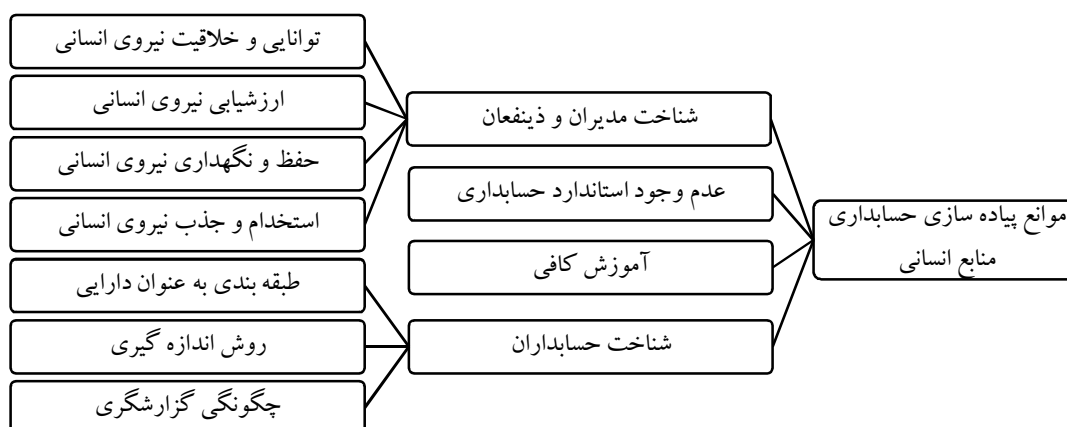 موانع پیاده سازی حسابداری
منابع انسانی
شناخت مدیران و ذینفعان
عدم وجود استاندارد حسابداری
آموزش کافی
شناخت حسابداران
توانایی و خلاقیت نیروی انسانی
ارزشیابی نیروی انسانی
حفظ و نگهداری نیروی انسانی
استخدام و جذب نیروی انسانی
طبقه بندی به عنوان دارایی
روش اندازه گیری
چگونگی گزارشگری